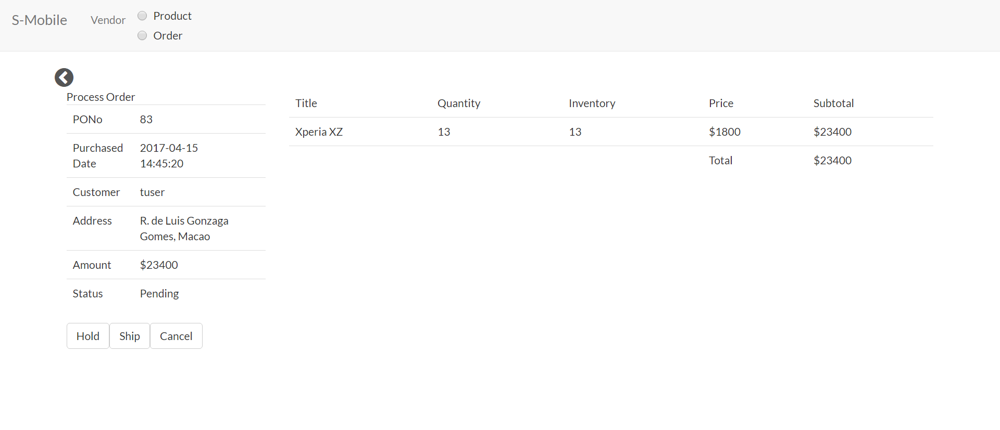 S-Mobile Vendor Product
Order
Process Order
PONo 83
Purchased Date 2017-04-15 14:45:20
Customer tuser
Address R. de Luis Gonzaga Gomes, Macao
Amount $23400
Status Pending
Hold Ship Cancel
Title Quantity Inventory Price Subtotal
Xperia XZ 13 13 $1800 $23400
Total $23400